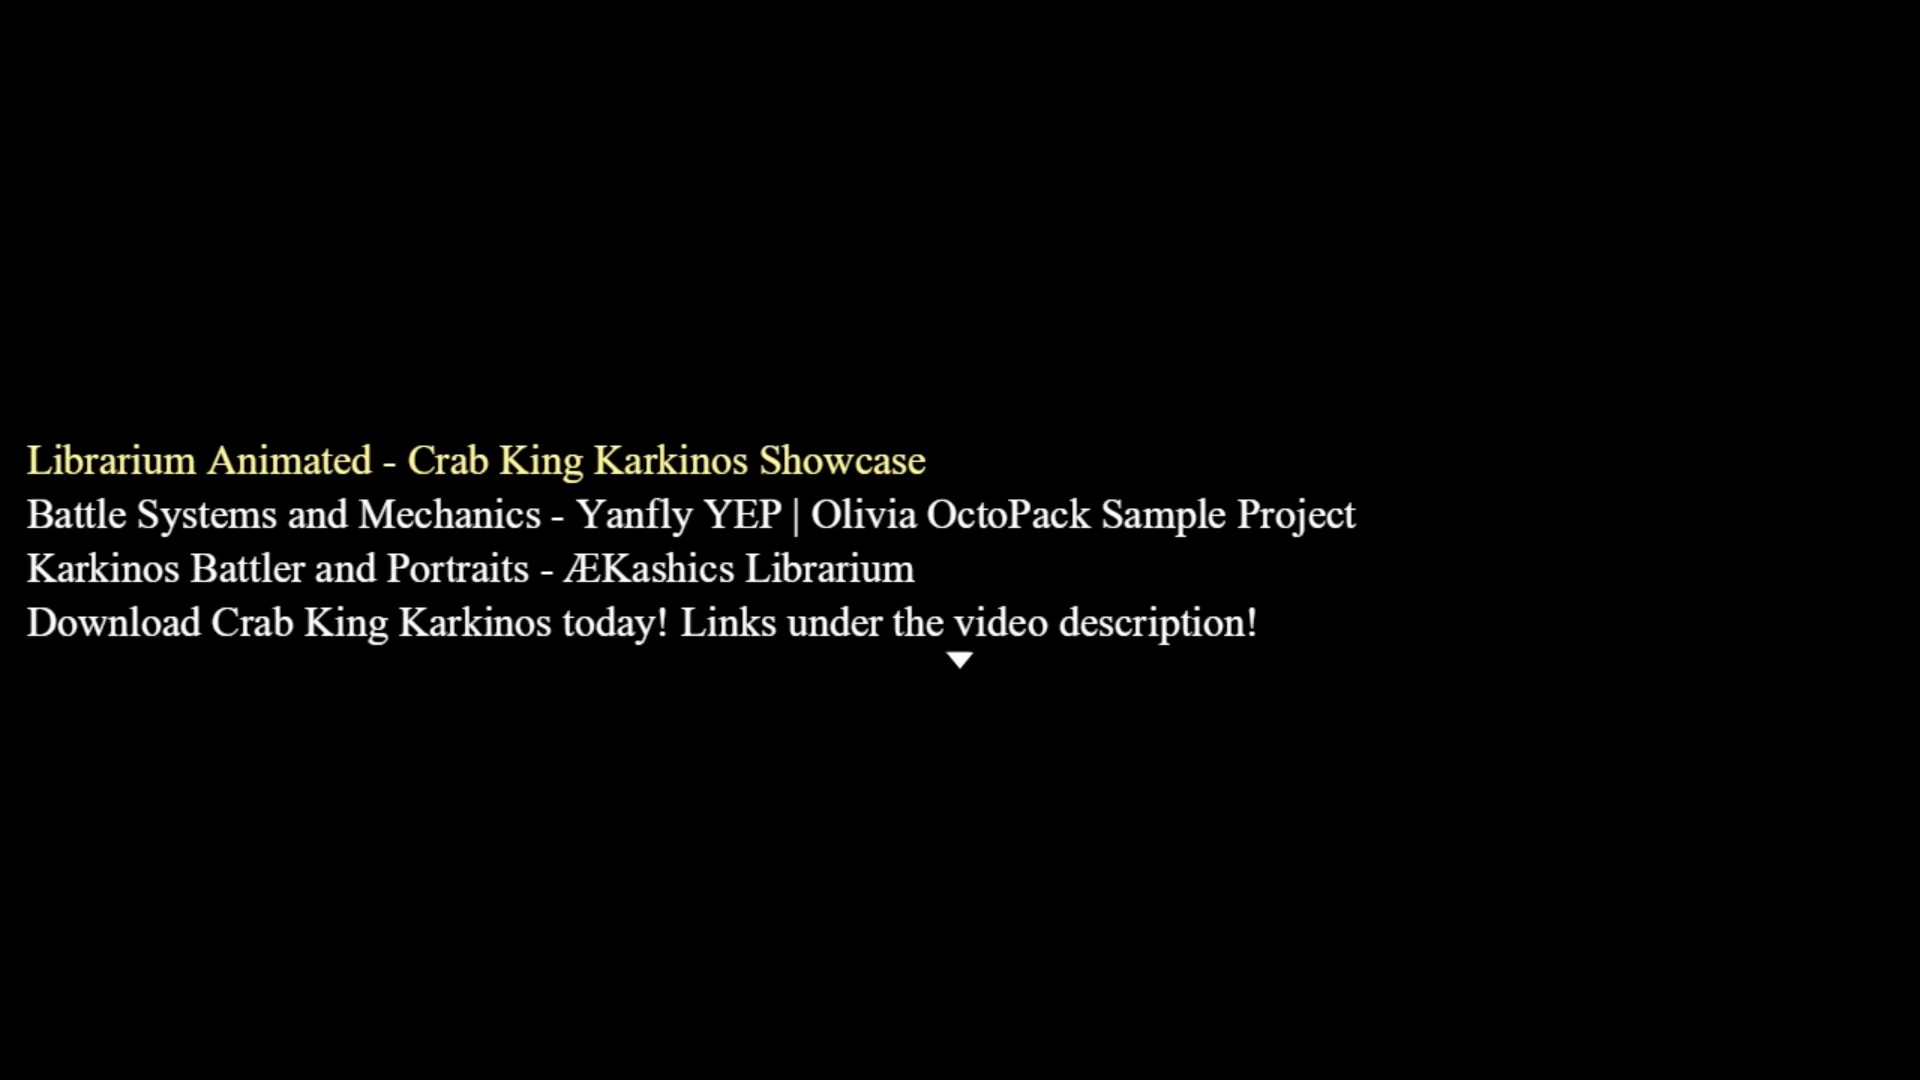 Librarium Animated - Crab King Karkinos Showcase
Battle Systems and Mechanics - Yanfly YEP | Olivia OctoPack Sample Project
Karkinos Battler and Portraits - ÆKashics Librarium
Download Crab King Karkinos today! Links under the video description!